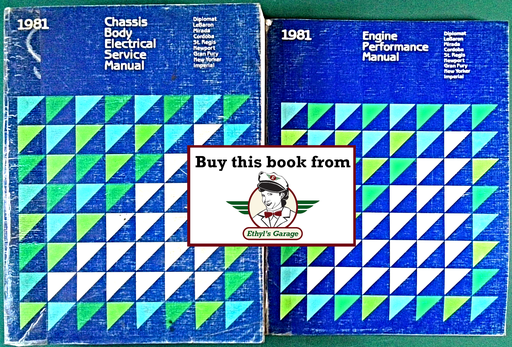 1981
Chassis
Body
Electrical
Service
Manual
Diplomat
LeBaron
Mirada
Cordoba
St. Regis
Newport
Gran Fury
New Yorker
Imperial
1981
Engine
Performance
Manual
Diplomat
LeBaron
Mirada
Cordoba
St. Regis
Newport
Gran Fury
New Yorker
Imperial
Buy this book from
Ethyl's Garage